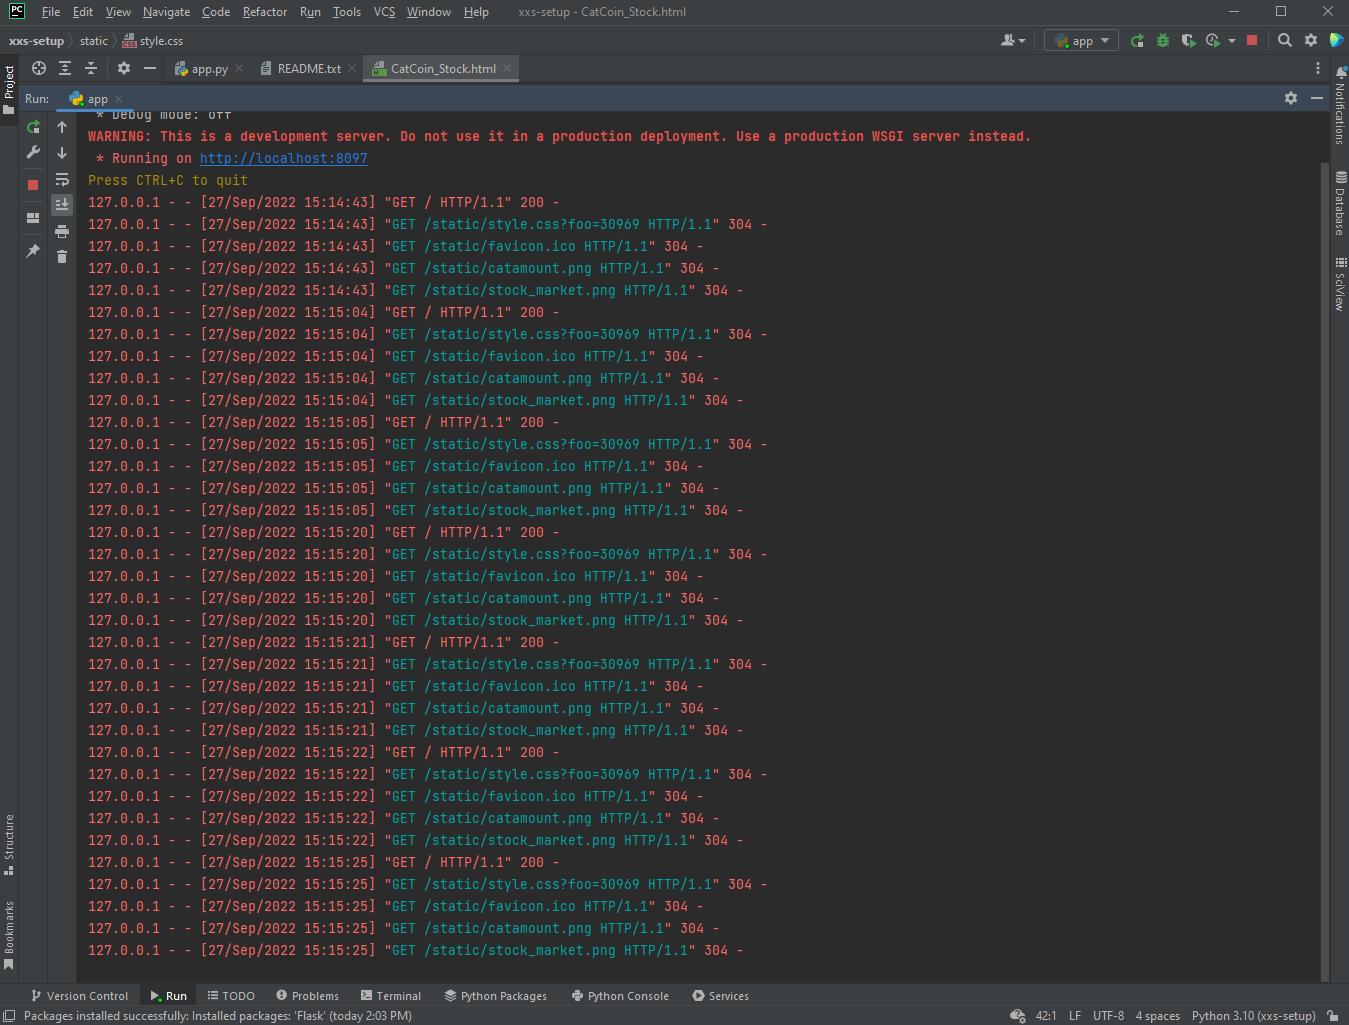 PC File Edit View Navigate Code Refactor Run Tools VCS Window Help xxs-setup - CatCoin_Stock.html
xxs-setup static style.css app
app.py README.txt CatCoin_Stock.html
Project
Notifications
Database
SciView
Structure
Bookmarks
Run: app
* Debug mode: off
WARNING: This is a development server. Do not use it in a production deployment. Use a production WSGI server instead.
* Running on http://localhost:8097
Press CTRL+C to quit
127.0.0.1 - - [27/Sep/2022 15:14:43] "GET / HTTP/1.1" 200 -
127.0.0.1 - - [27/Sep/2022 15:14:43] "GET /static/style.css?foo=30969 HTTP/1.1" 304 -
127.0.0.1 - - [27/Sep/2022 15:14:43] "GET /static/favicon.ico HTTP/1.1" 304 -
127.0.0.1 - - [27/Sep/2022 15:14:43] "GET /static/catamount.png HTTP/1.1" 304 -
127.0.0.1 - - [27/Sep/2022 15:14:43] "GET /static/stock_market.png HTTP/1.1" 304 -
127.0.0.1 - - [27/Sep/2022 15:15:04] "GET / HTTP/1.1" 200 -
127.0.0.1 - - [27/Sep/2022 15:15:04] "GET /static/style.css?foo=30969 HTTP/1.1" 304 -
127.0.0.1 - - [27/Sep/2022 15:15:04] "GET /static/favicon.ico HTTP/1.1" 304 -
127.0.0.1 - - [27/Sep/2022 15:15:04] "GET /static/catamount.png HTTP/1.1" 304 -
127.0.0.1 - - [27/Sep/2022 15:15:04] "GET /static/stock_market.png HTTP/1.1" 304 -
127.0.0.1 - - [27/Sep/2022 15:15:05] "GET / HTTP/1.1" 200 -
127.0.0.1 - - [27/Sep/2022 15:15:05] "GET /static/style.css?foo=30969 HTTP/1.1" 304 -
127.0.0.1 - - [27/Sep/2022 15:15:05] "GET /static/favicon.ico HTTP/1.1" 304 -
127.0.0.1 - - [27/Sep/2022 15:15:05] "GET /static/catamount.png HTTP/1.1" 304 -
127.0.0.1 - - [27/Sep/2022 15:15:05] "GET /static/stock_market.png HTTP/1.1" 304 -
127.0.0.1 - - [27/Sep/2022 15:15:20] "GET / HTTP/1.1" 200 -
127.0.0.1 - - [27/Sep/2022 15:15:20] "GET /static/style.css?foo=30969 HTTP/1.1" 304 -
127.0.0.1 - - [27/Sep/2022 15:15:20] "GET /static/favicon.ico HTTP/1.1" 304 -
127.0.0.1 - - [27/Sep/2022 15:15:20] "GET /static/catamount.png HTTP/1.1" 304 -
127.0.0.1 - - [27/Sep/2022 15:15:20] "GET /static/stock_market.png HTTP/1.1" 304 -
127.0.0.1 - - [27/Sep/2022 15:15:21] "GET / HTTP/1.1" 200 -
127.0.0.1 - - [27/Sep/2022 15:15:21] "GET /static/style.css?foo=30969 HTTP/1.1" 304 -
127.0.0.1 - - [27/Sep/2022 15:15:21] "GET /static/favicon.ico HTTP/1.1" 304 -
127.0.0.1 - - [27/Sep/2022 15:15:21] "GET /static/catamount.png HTTP/1.1" 304 -
127.0.0.1 - - [27/Sep/2022 15:15:21] "GET /static/stock_market.png HTTP/1.1" 304 -
127.0.0.1 - - [27/Sep/2022 15:15:22] "GET / HTTP/1.1" 200 -
127.0.0.1 - - [27/Sep/2022 15:15:22] "GET /static/style.css?foo=30969 HTTP/1.1" 304 -
127.0.0.1 - - [27/Sep/2022 15:15:22] "GET /static/favicon.ico HTTP/1.1" 304 -
127.0.0.1 - - [27/Sep/2022 15:15:22] "GET /static/catamount.png HTTP/1.1" 304 -
127.0.0.1 - - [27/Sep/2022 15:15:22] "GET /static/stock_market.png HTTP/1.1" 304 -
127.0.0.1 - - [27/Sep/2022 15:15:25] "GET / HTTP/1.1" 200 -
127.0.0.1 - - [27/Sep/2022 15:15:25] "GET /static/style.css?foo=30969 HTTP/1.1" 304 -
127.0.0.1 - - [27/Sep/2022 15:15:25] "GET /static/favicon.ico HTTP/1.1" 304 -
127.0.0.1 - - [27/Sep/2022 15:15:25] "GET /static/catamount.png HTTP/1.1" 304 -
127.0.0.1 - - [27/Sep/2022 15:15:25] "GET /static/stock_market.png HTTP/1.1" 304 -
Version Control Run TODO Problems Terminal Python Packages Python Console Services
Packages installed successfully: Installed packages: 'Flask' (today 2:03 PM) 42:1 LF UTF-8 4 spaces Python 3.10 (xxs-setup)